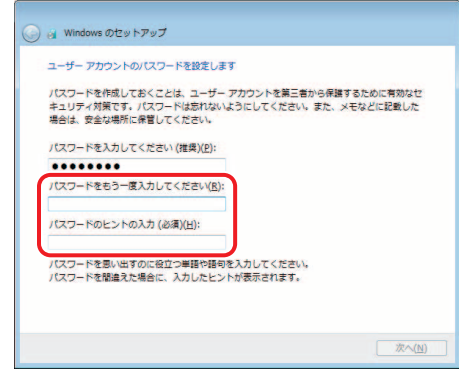 Windows のセットアップ
ユーザー アカウントのパスワードを設定します
パスワードを作成しておくことは、ユーザー アカウントを第三者から保護するために有効なセ
キュリティ対策です。パスワードは忘れないようにしてください。また、メモなどに記載した
場合は、安全な場所に保管してください。
パスワードを入力してください (推奨)(P):
●●●●●●●●
パスワードをもう一度入力してください(R):
パスワードのヒントの入力 (必須)(H):
パスワードを思い出すのに役立つ単語や語句を入力してください。
パスワードを間違えた場合に、入力したヒントが表示されます。
次へ(N)